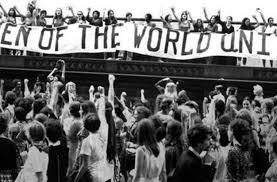 EN OF THE WORLD UNI